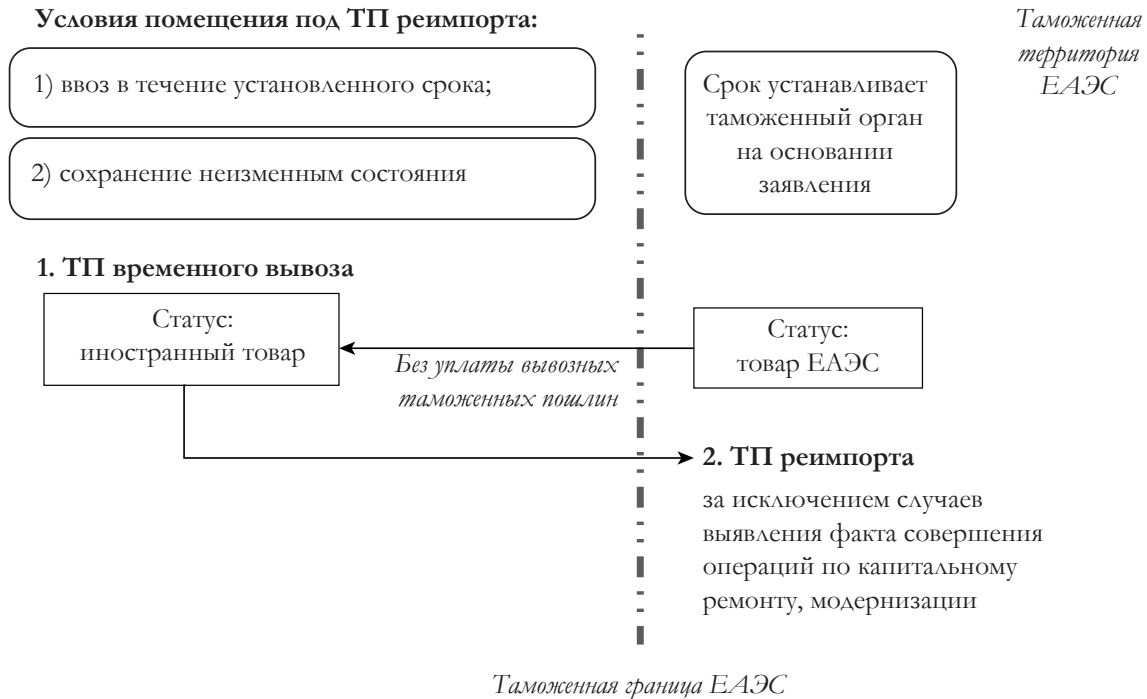 Условия помещения под ТП реимпорта:
Таможенная
территория
ЕАЭС
1) ввоз в течение установленного срока;
2) сохранение неизменным состояния
Срок устанавливает
таможенный орган
на основании
заявления
1. ТП временного вывоза
Статус:
иностранный товар
Без уплаты вывозных
таможенных пошлин
Статус:
товар ЕАЭС
2. ТП реимпорта
за исключением случаев
выявления факта совершения
операций по капитальному
ремонту, модернизации
Таможенная граница ЕАЭС